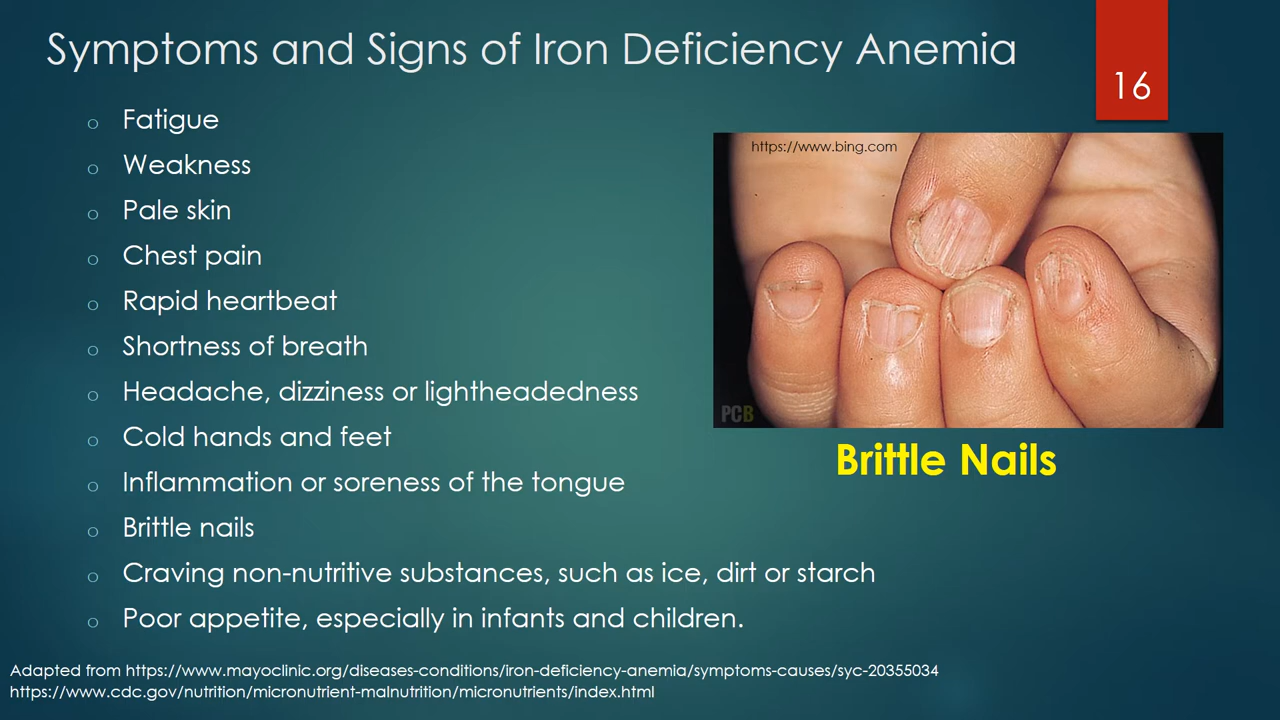 Symptoms and Signs of Iron Deficiency Anemia
16
o Fatigue
o Weakness
o Pale skin
o Chest pain
o Rapid heartbeat
o Shortness of breath
o Headache, dizziness or lightheadedness
o Cold hands and feet
o Inflammation or soreness of the tongue
o Brittle nails
o Craving non-nutritive substances, such as ice, dirt or starch
o Poor appetite, especially in infants and children.
https://www.bing.com
PCB
Brittle Nails
Adapted from https://www.mayoclinic.org/diseases-conditions/iron-deficiency-anemia/symptoms-causes/syc-20355034
https://www.cdc.gov/nutrition/micronutrient-malnutrition/micronutrients/index.html